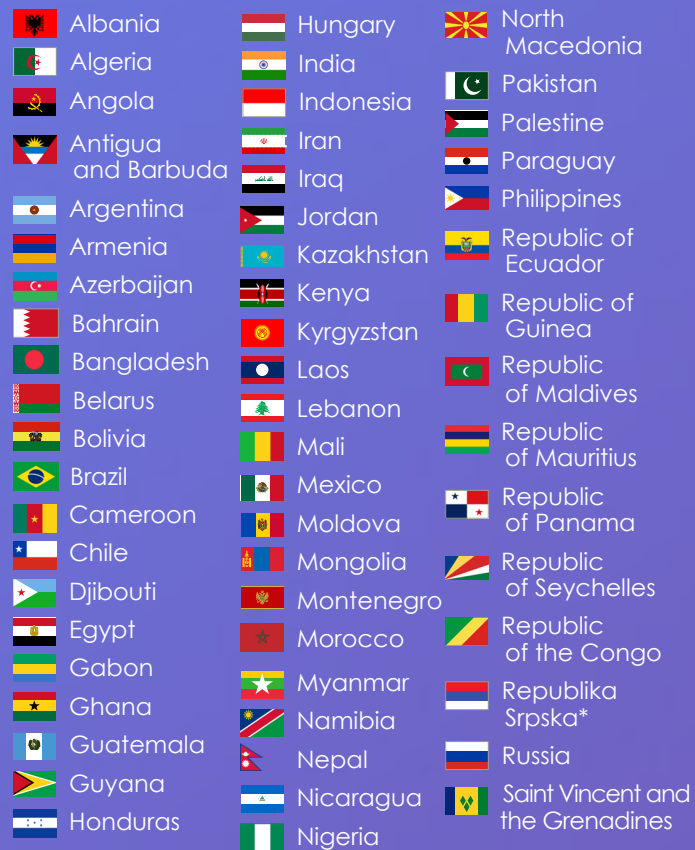 Albania
Algeria
Angola
Antigua
and Barbuda
Argentina
Armenia
Azerbaijan
Bahrain
Bangladesh
Belarus
Bolivia
Brazil
Cameroon
Chile
Djibouti
Egypt
Gabon
Ghana
Guatemala
Guyana
Honduras
Hungary
India
Indonesia
Iran
Iraq
Jordan
Kazakhstan
Kenya
Kyrgyzstan
Laos
Lebanon
Mali
Mexico
Moldova
Mongolia
Montenegro
Morocco
Myanmar
Namibia
Nepal
Nicaragua
Nigeria
North
Macedonia
Pakistan
Palestine
Paraguay
Philippines
Republic of
Ecuador
Republic of
Guinea
Republic
of Maldives
Republic
of Mauritius
Republic
of Panama
Republic
of Seychelles
Republic
of the Congo
Republika
Srpska*
Russia
Saint Vincent and
the Grenadines